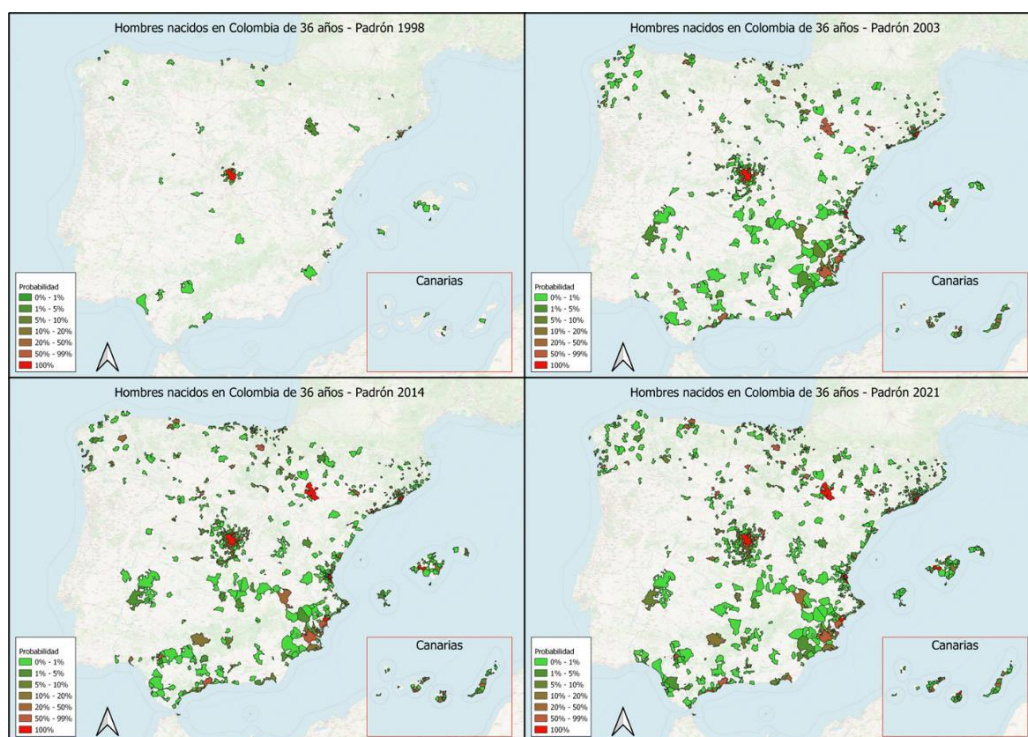 Hombres nacidos en Colombia de 36 años - Padrón 1998
Probabilidad
0% - 1%
1% - 5%
5% - 10%
10% - 20%
20% - 50%
50% - 99%
100%
Canarias
Hombres nacidos en Colombia de 36 años - Padrón 2003
Probabilidad
0% - 1%
1% - 5%
5% - 10%
10% - 20%
20% - 50%
50% - 99%
100%
Canarias
Hombres nacidos en Colombia de 36 años - Padrón 2014
Probabilidad
0% - 1%
1% - 5%
5% - 10%
10% - 20%
20% - 50%
50% - 99%
100%
Canarias
Hombres nacidos en Colombia de 36 años - Padrón 2021
Probabilidad
0% - 1%
1% - 5%
5% - 10%
10% - 20%
20% - 50%
50% - 99%
100%
Canarias